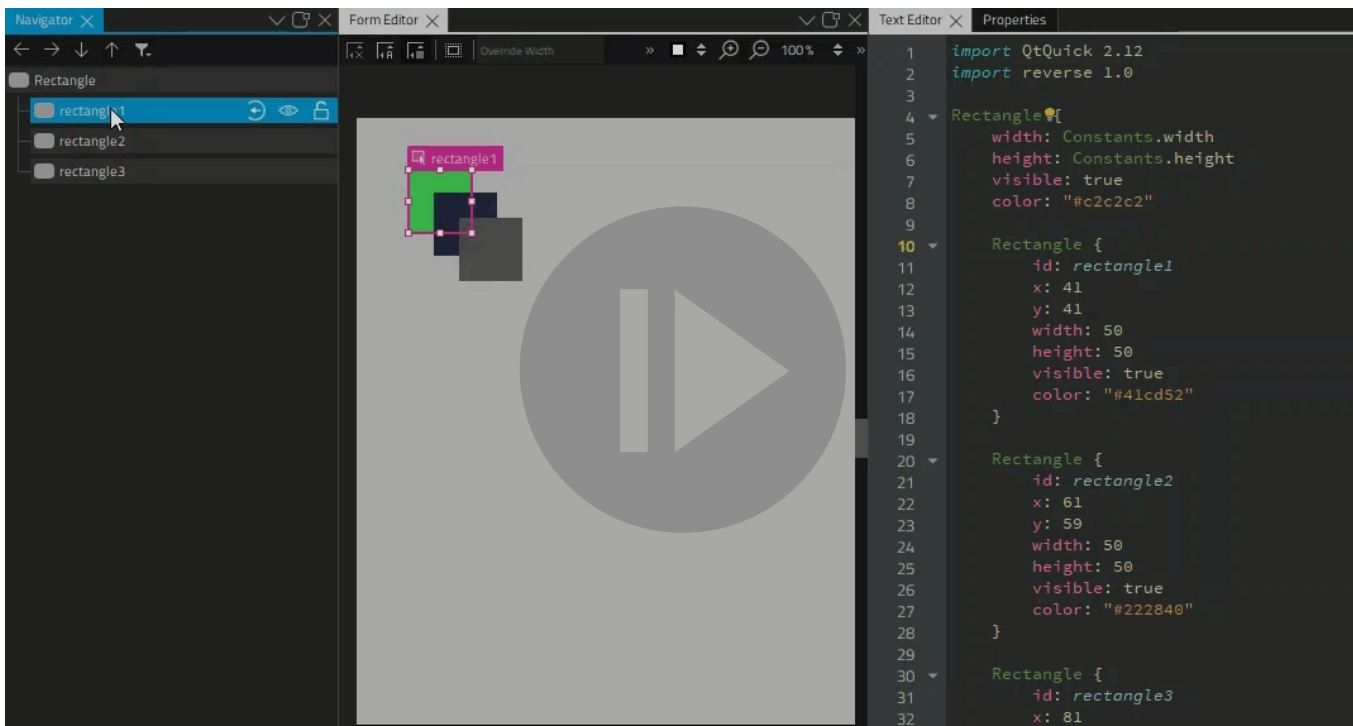 Navigator
Form Editor
Text Editor
Properties
Override Width
100%
Rectangle
rectangle1
rectangle2
rectangle3
rectangle1
1 import QtQuick 2.12
2 import reverse 1.0
3
4 Rectangle {
5 width: Constants.width
6 height: Constants.height
7 visible: true
8 color: "#c2c2c2"
9
10 Rectangle {
11 id: rectangle1
12 x: 41
13 y: 41
14 width: 50
15 height: 50
16 visible: true
17 color: "#41cd52"
18 }
19
20 Rectangle {
21 id: rectangle2
22 x: 61
23 y: 59
24 width: 50
25 height: 50
26 visible: true
27 color: "#222840"
28 }
29
30 Rectangle {
31 id: rectangle3
32 x: 81